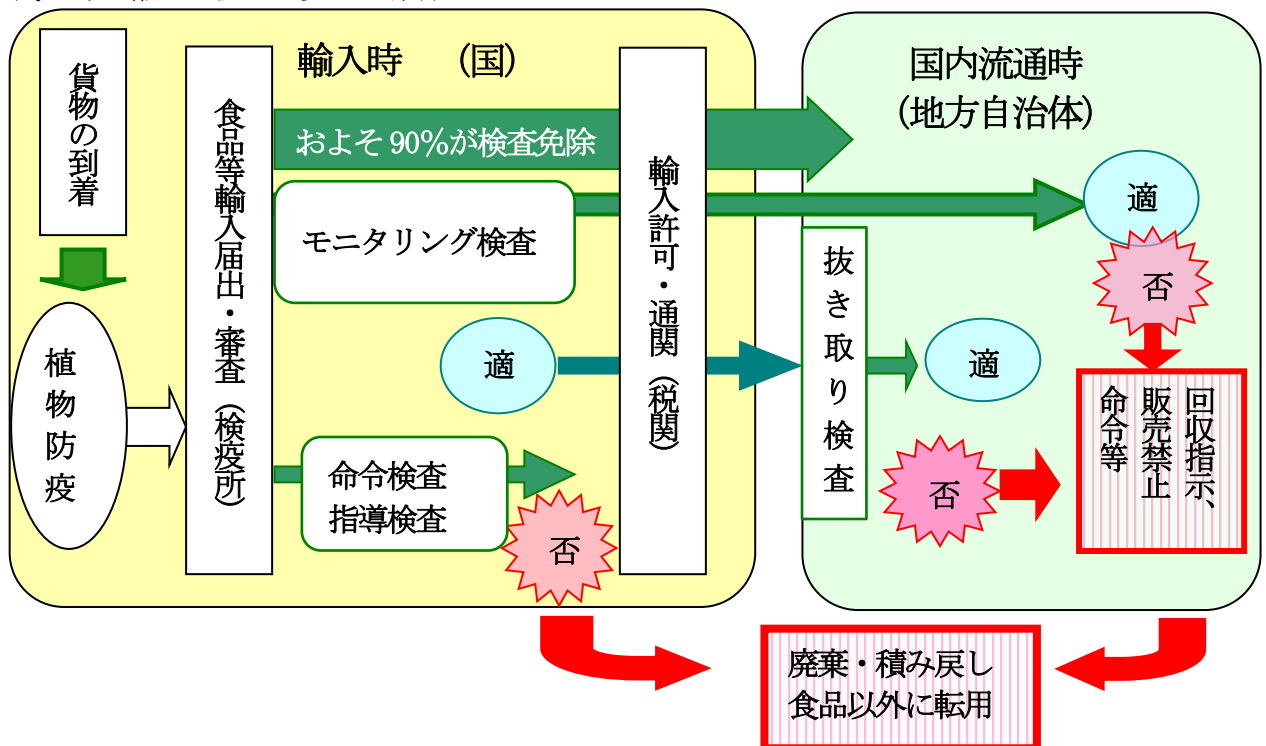 貨物の到着
植物防疫
食品等輸入届出・審査（検疫所）
輸入時　（国）
およそ 90％が検査免除
モニタリング検査
適
命令検査
指導検査
否
輸入許可・通関（税関）
国内流通時
（地方自治体）
適
否
抜き取り検査
適
否
回収指示、
販売禁止
命令等
廃棄・積み戻し
食品以外に転用